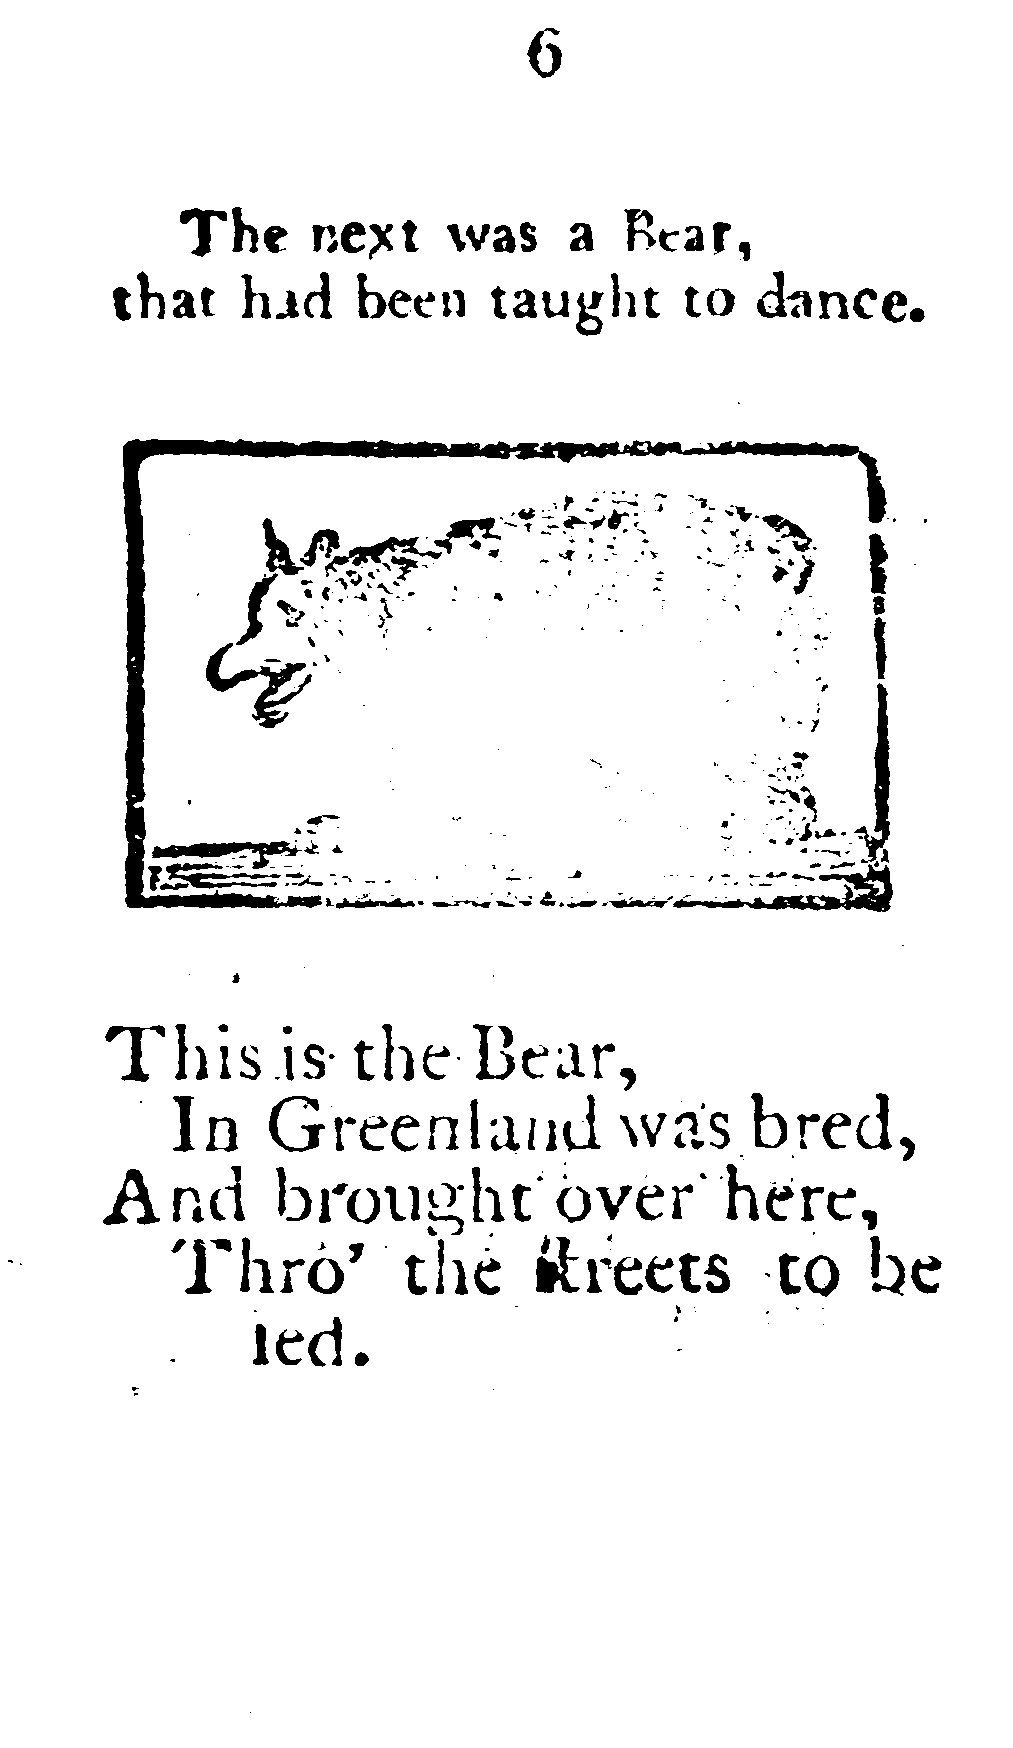 6
The next was a Bear,
that had been taught to dance.
This is the Bear,
In Greenland was bred,
And brought over here,
Thro' the streets to be
led.